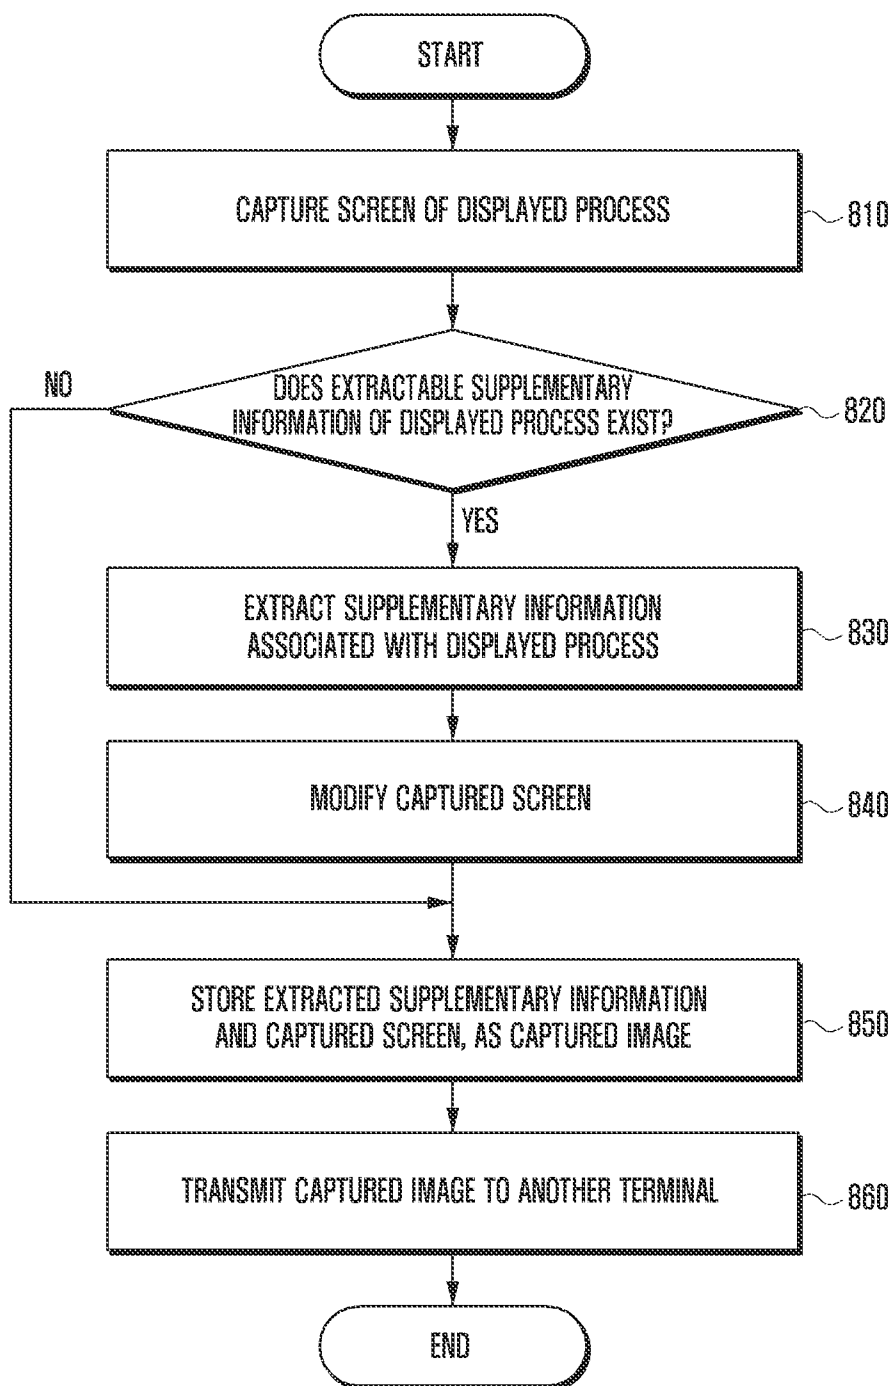 START
CAPTURE SCREEN OF DISPLAYED PROCESS
810
NO
DOES EXTRACTABLE SUPPLEMENTARY
INFORMATION OF DISPLAYED PROCESS EXIST?
820
YES
EXTRACT SUPPLEMENTARY INFORMATION
ASSOCIATED WITH DISPLAYED PROCESS
830
MODIFY CAPTURED SCREEN
840
STORE EXTRACTED SUPPLEMENTARY INFORMATION
AND CAPTURED SCREEN, AS CAPTURED IMAGE
850
TRANSMIT CAPTURED IMAGE TO ANOTHER TERMINAL
860
END